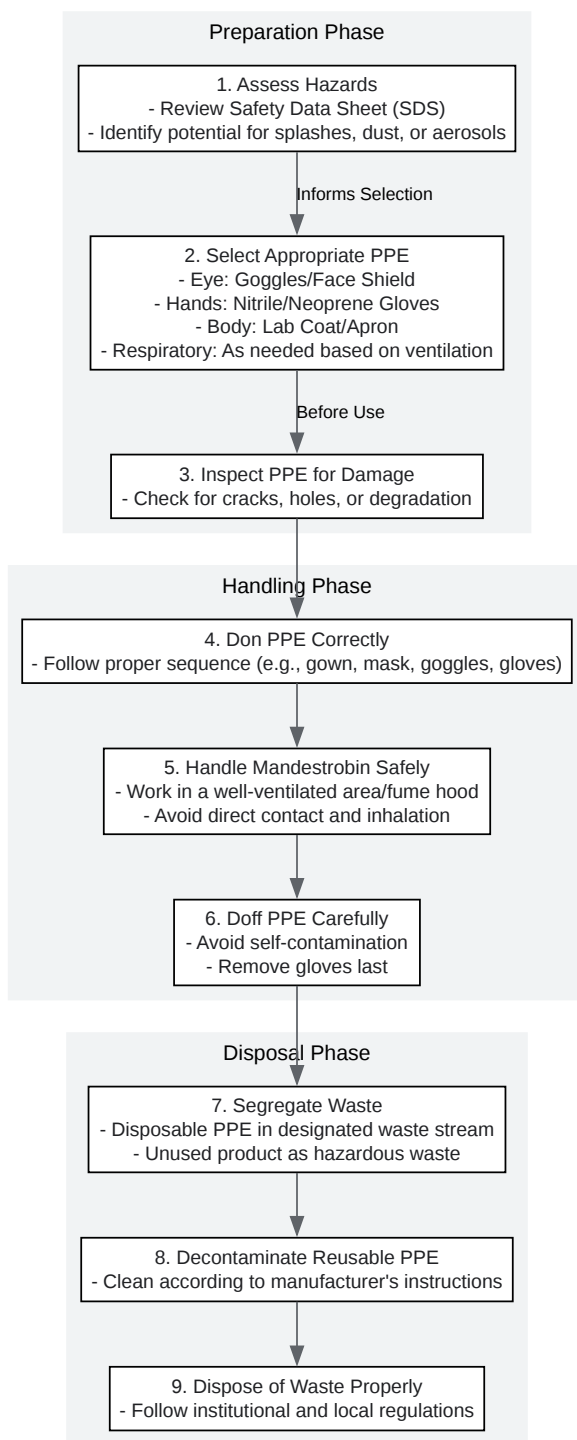 Preparation Phase
1. Assess Hazards
- Review Safety Data Sheet (SDS)
- Identify potential for splashes, dust, or aerosols
Informs Selection
2. Select Appropriate PPE
- Eye: Goggles/Face Shield
- Hands: Nitrile/Neoprene Gloves
- Body: Lab Coat/Apron
- Respiratory: As needed based on ventilation
Before Use
3. Inspect PPE for Damage
- Check for cracks, holes, or degradation
Handling Phase
4. Don PPE Correctly
- Follow proper sequence (e.g., gown, mask, goggles, gloves)
5. Handle Mandestrobin Safely
- Work in a well-ventilated area/fume hood
- Avoid direct contact and inhalation
6. Doff PPE Carefully
- Avoid self-contamination
- Remove gloves last
Disposal Phase
7. Segregate Waste
- Disposable PPE in designated waste stream
- Unused product as hazardous waste
8. Decontaminate Reusable PPE
- Clean according to manufacturer's instructions
9. Dispose of Waste Properly
- Follow institutional and local regulations